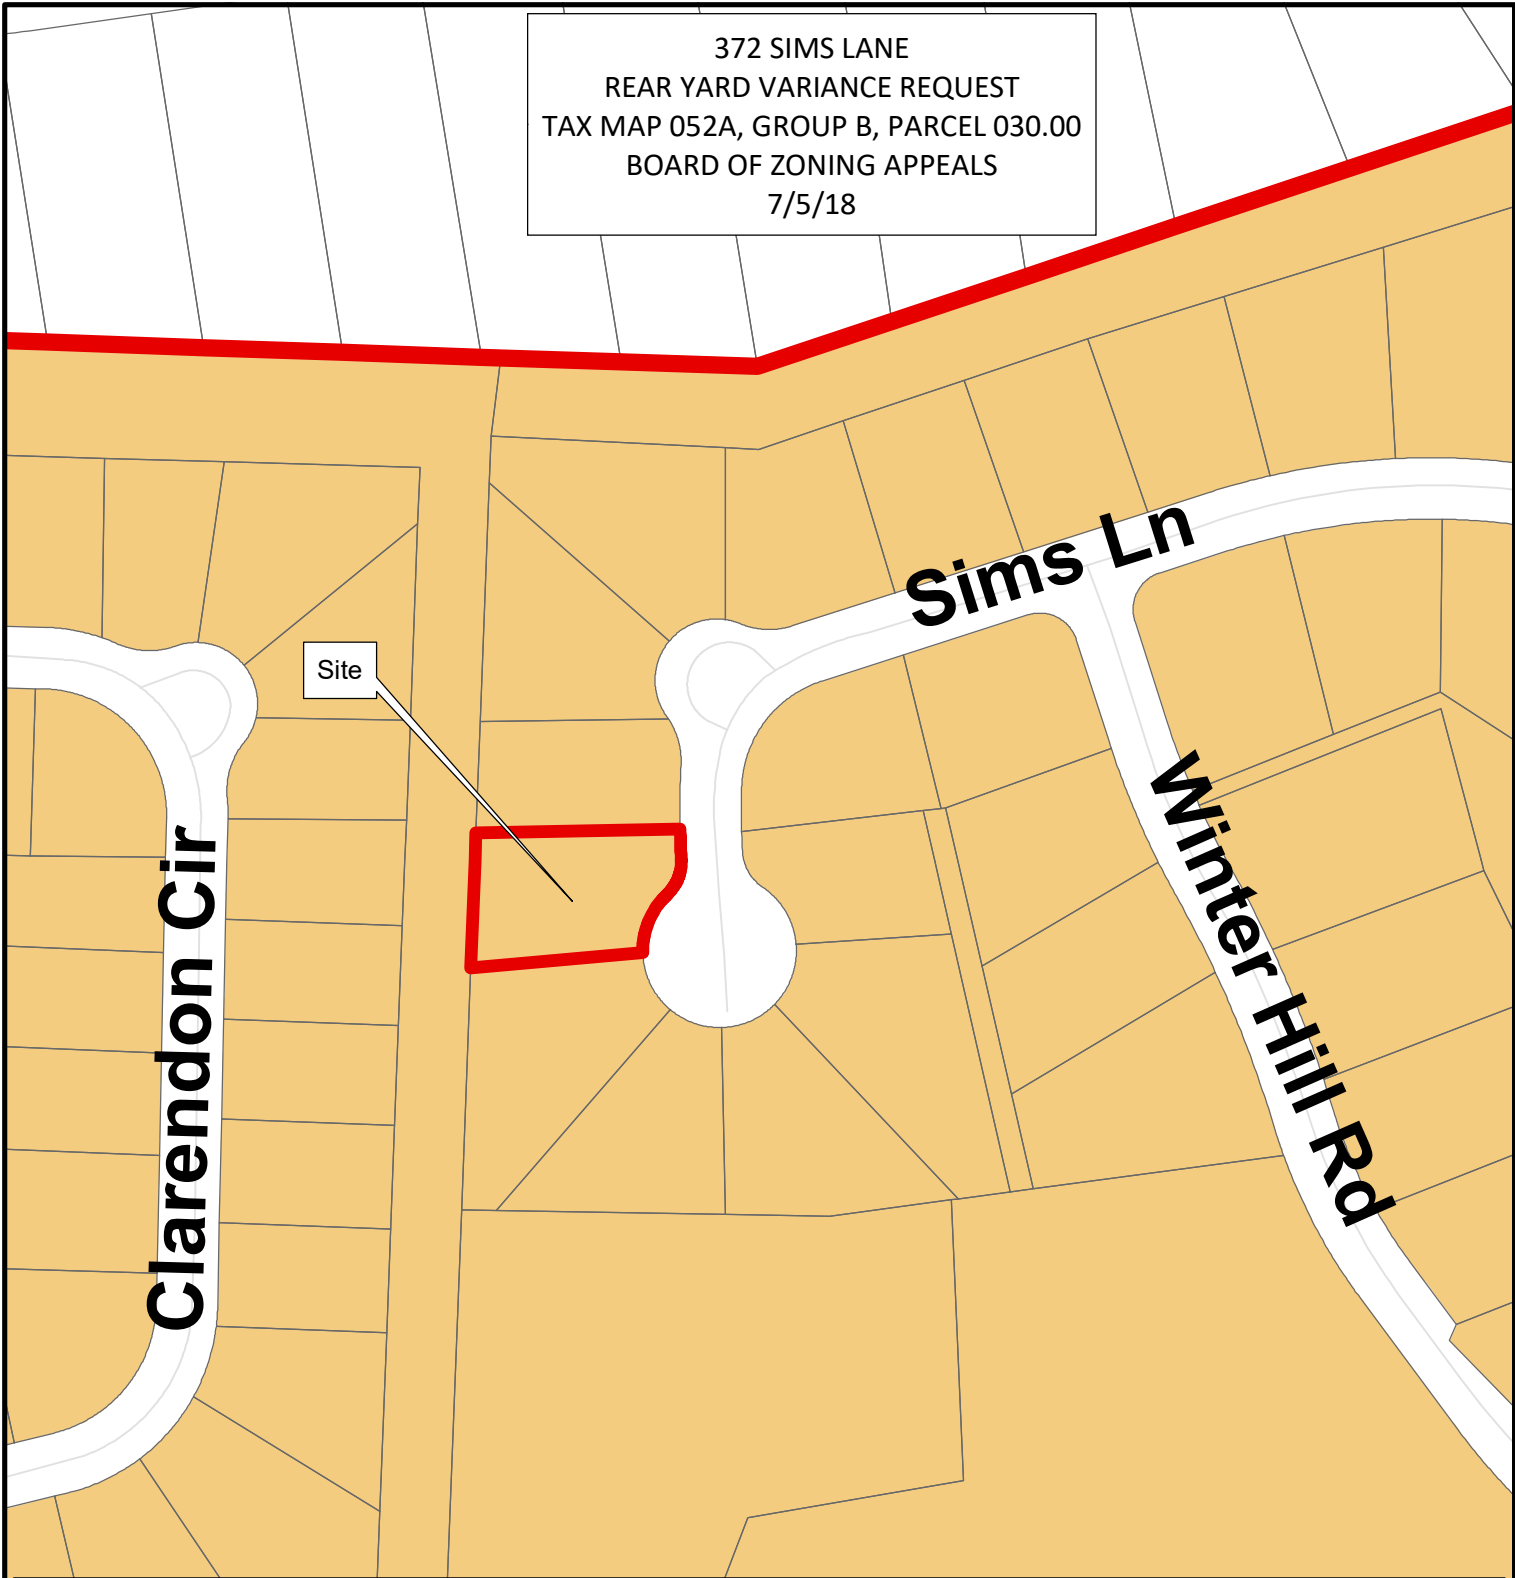 372 SIMS LANE
REAR YARD VARIANCE REQUEST
TAX MAP 052A, GROUP B, PARCEL 030.00
BOARD OF ZONING APPEALS
7/5/18
Sims Ln
Site
Winter Hill Rd
Clarendon Cir